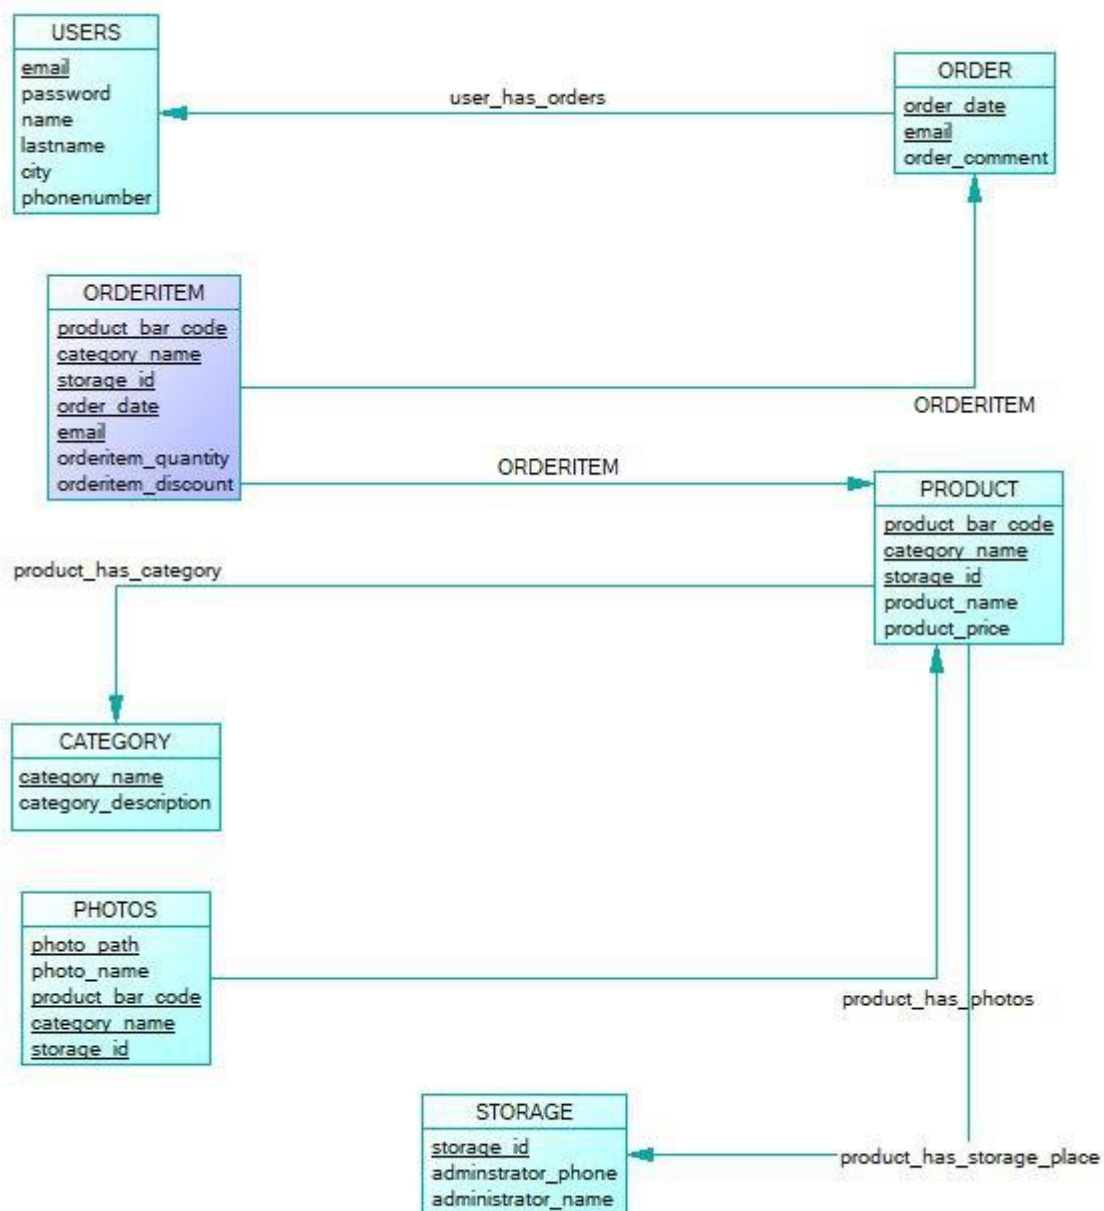 USERS
email
password
name
lastname
city
phonenumber
user_has_orders
ORDER
order_date
email
order_comment
ORDERITEM
product_bar_code
category_name
storage_id
order_date
email
orderitem_quantity
orderitem_discount
ORDERITEM
ORDERITEM
PRODUCT
product_bar_code
category_name
storage_id
product_name
product_price
product_has_category
CATEGORY
category_name
category_description
PHOTOS
photo_path
photo_name
product_bar_code
category_name
storage_id
product_has_photos
STORAGE
storage_id
adminstrator_phone
administrator_name
product_has_storage_place